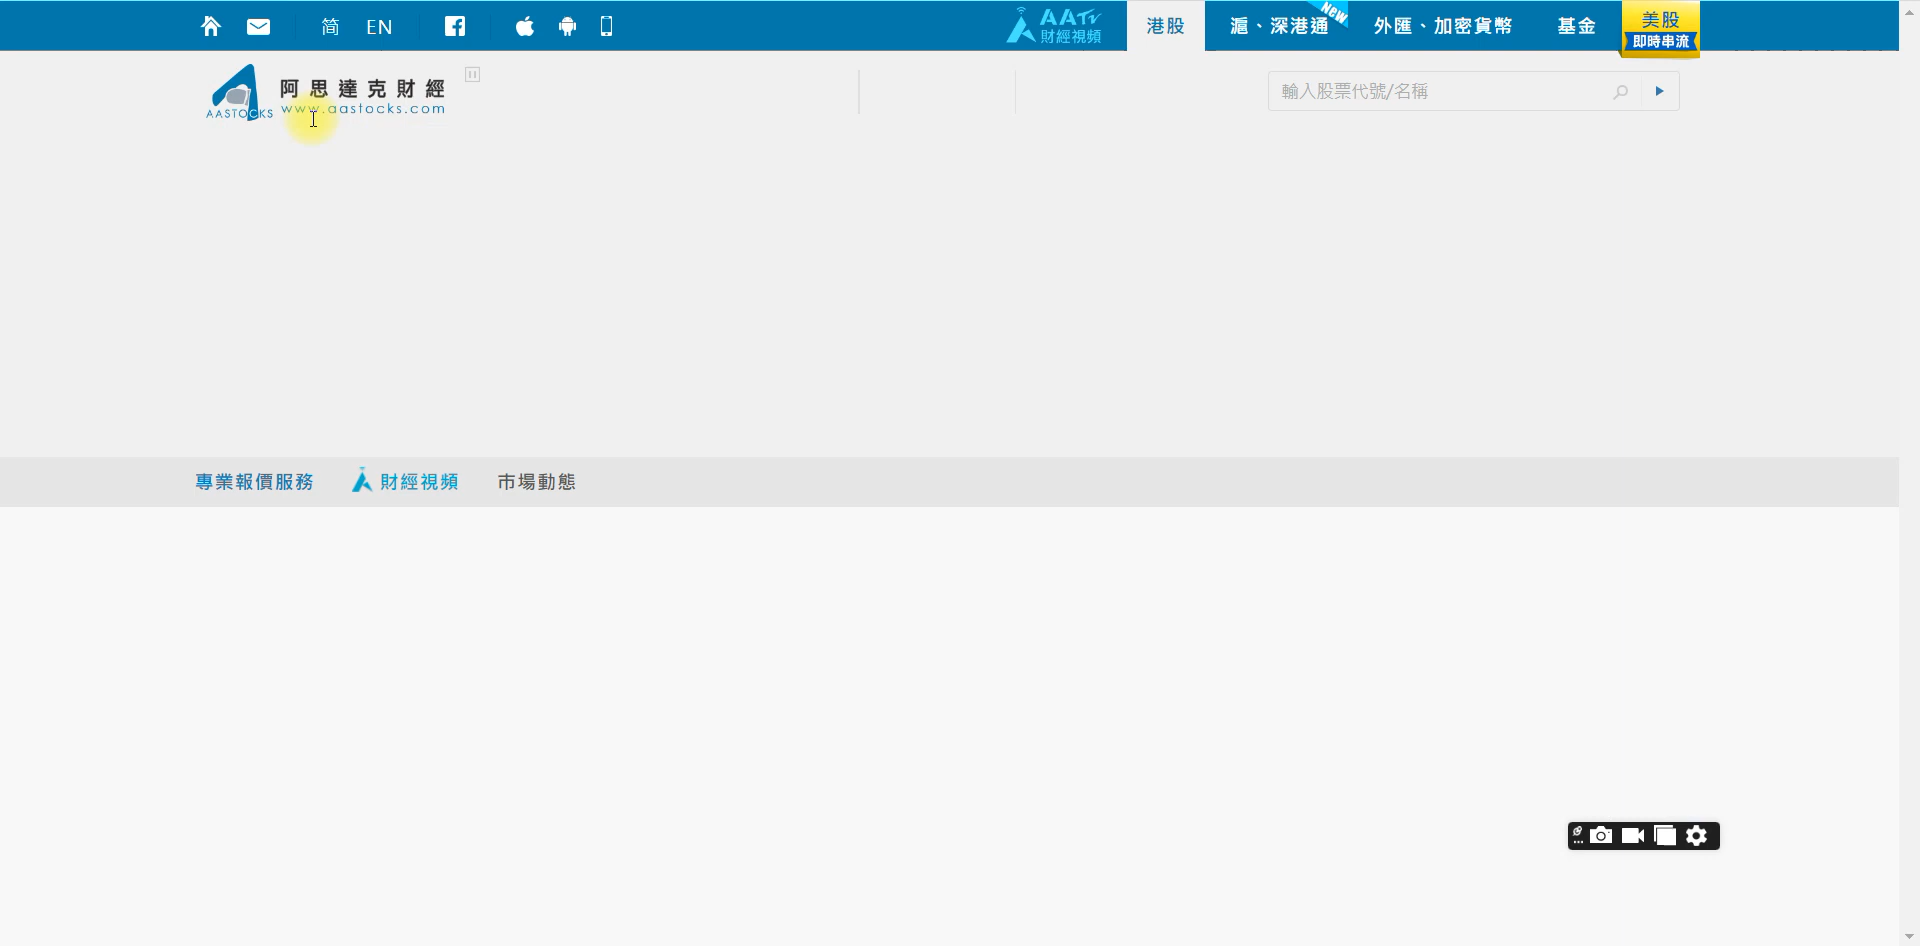 简 EN
AATV 財經視頻
港股
滬、深港通
New
外匯、加密貨幣
基金
美股
即時串流
阿思達克財經
www.aastocks.com
AASTOCKS
輸入股票代號/名稱
專業報價服務
財經視頻
市場動態